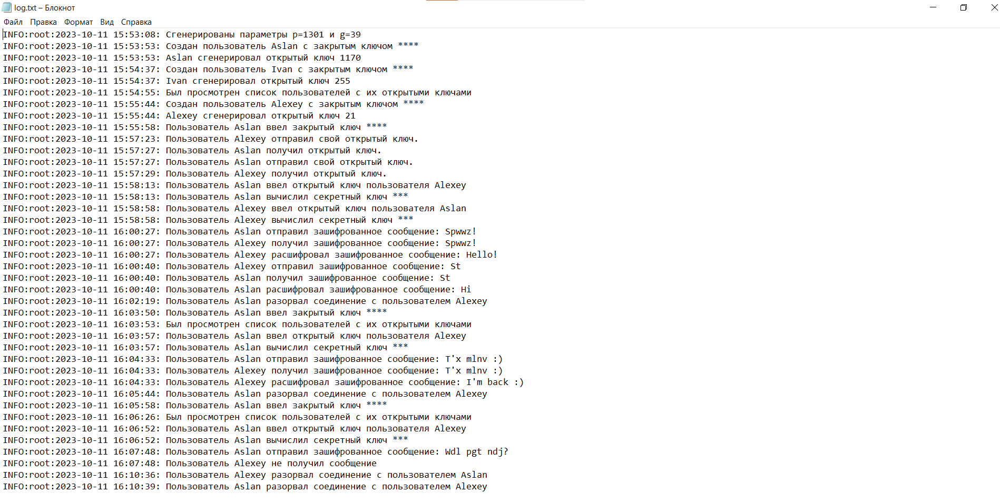 log.txt – Блокнот
Файл Правка Формат Вид Справка
INFO:root:2023-10-11 15:53:08: Сгенерированы параметры p=1301 и g=39
INFO:root:2023-10-11 15:53:53: Создан пользователь Aslan с закрытым ключом ****
INFO:root:2023-10-11 15:53:53: Aslan сгенерировал открытый ключ 1170
INFO:root:2023-10-11 15:54:37: Создан пользователь Ivan с закрытым ключом ****
INFO:root:2023-10-11 15:54:37: Ivan сгенерировал открытый ключ 255
INFO:root:2023-10-11 15:54:55: Был просмотрен список пользователей с их открытыми ключами
INFO:root:2023-10-11 15:55:44: Создан пользователь Alexey с закрытым ключом ****
INFO:root:2023-10-11 15:55:44: Alexey сгенерировал открытый ключ 21
INFO:root:2023-10-11 15:55:58: Пользователь Aslan ввел закрытый ключ ****
INFO:root:2023-10-11 15:57:23: Пользователь Alexey отправил свой открытый ключ.
INFO:root:2023-10-11 15:57:27: Пользователь Aslan получил открытый ключ.
INFO:root:2023-10-11 15:57:27: Пользователь Aslan отправил свой открытый ключ.
INFO:root:2023-10-11 15:57:29: Пользователь Alexey получил открытый ключ.
INFO:root:2023-10-11 15:58:13: Пользователь Aslan ввел открытый ключ пользователя Alexey
INFO:root:2023-10-11 15:58:13: Пользователь Aslan вычислил секретный ключ ***
INFO:root:2023-10-11 15:58:58: Пользователь Alexey ввел открытый ключ пользователя Aslan
INFO:root:2023-10-11 15:58:58: Пользователь Alexey вычислил секретный ключ ***
INFO:root:2023-10-11 16:00:27: Пользователь Aslan отправил зашифрованное сообщение: Spwwz!
INFO:root:2023-10-11 16:00:27: Пользователь Alexey получил зашифрованное сообщение: Spwwz!
INFO:root:2023-10-11 16:00:27: Пользователь Alexey расшифровал зашифрованное сообщение: Hello!
INFO:root:2023-10-11 16:00:40: Пользователь Alexey отправил зашифрованное сообщение: St
INFO:root:2023-10-11 16:00:40: Пользователь Aslan получил зашифрованное сообщение: St
INFO:root:2023-10-11 16:00:40: Пользователь Aslan расшифровал зашифрованное сообщение: Hi
INFO:root:2023-10-11 16:02:19: Пользователь Aslan разорвал соединение с пользователем Alexey
INFO:root:2023-10-11 16:03:50: Пользователь Aslan ввел закрытый ключ ****
INFO:root:2023-10-11 16:03:53: Был просмотрен список пользователей с их открытыми ключами
INFO:root:2023-10-11 16:03:57: Пользователь Aslan ввел открытый ключ пользователя Alexey
INFO:root:2023-10-11 16:03:57: Пользователь Aslan вычислил секретный ключ ***
INFO:root:2023-10-11 16:04:33: Пользователь Aslan отправил зашифрованное сообщение: T'x mlnv :)
INFO:root:2023-10-11 16:04:33: Пользователь Alexey получил зашифрованное сообщение: T'x mlnv :)
INFO:root:2023-10-11 16:04:33: Пользователь Alexey расшифровал зашифрованное сообщение: I'm back :)
INFO:root:2023-10-11 16:05:44: Пользователь Aslan разорвал соединение с пользователем Alexey
INFO:root:2023-10-11 16:05:58: Пользователь Aslan ввел закрытый ключ ****
INFO:root:2023-10-11 16:06:26: Был просмотрен список пользователей с их открытыми ключами
INFO:root:2023-10-11 16:06:52: Пользователь Aslan ввел открытый ключ пользователя Alexey
INFO:root:2023-10-11 16:06:52: Пользователь Aslan вычислил секретный ключ ***
INFO:root:2023-10-11 16:07:48: Пользователь Aslan отправил зашифрованное сообщение: Wdl pgt ndj?
INFO:root:2023-10-11 16:07:48: Пользователь Alexey не получил сообщение
INFO:root:2023-10-11 16:10:36: Пользователь Alexey разорвал соединение с пользователем Aslan
INFO:root:2023-10-11 16:10:39: Пользователь Aslan разорвал соединение с пользователем Alexey